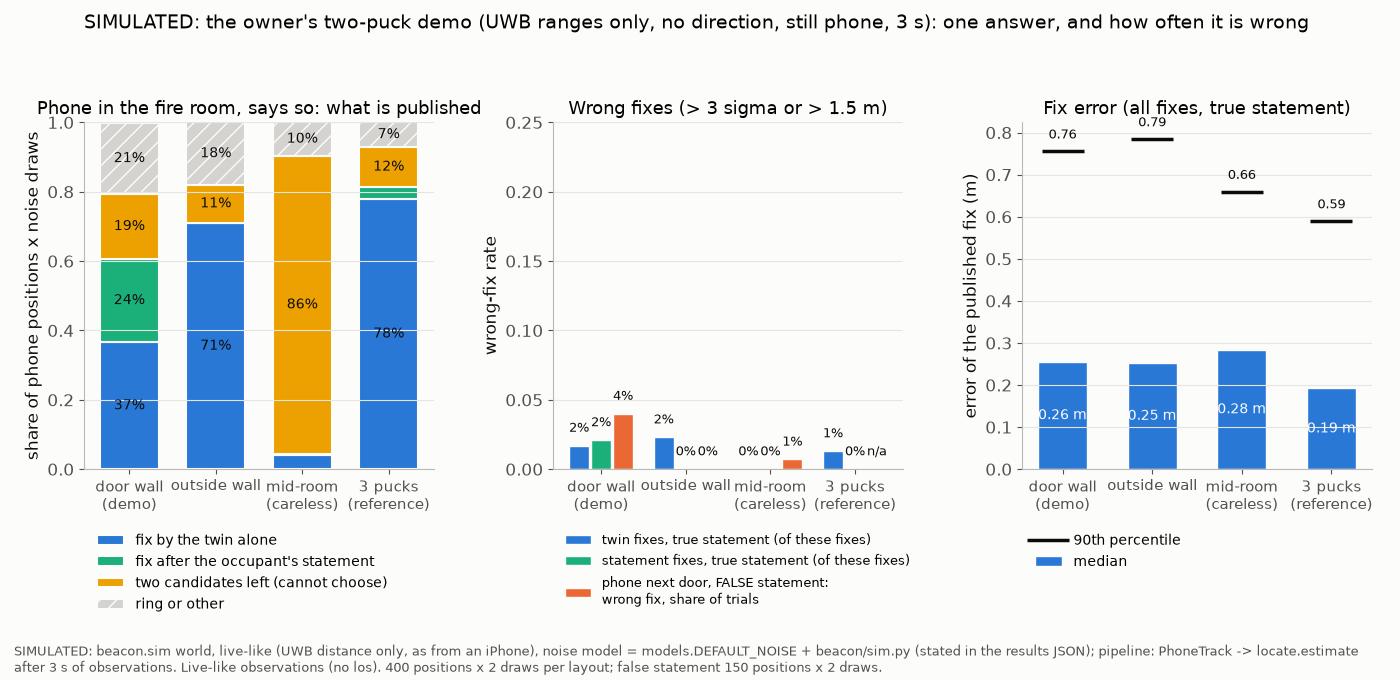 SIMULATED: the owner's two-puck demo (UWB ranges only, no direction, still phone, 3 s): one answer, and how often it is wrong
Phone in the fire room, says so: what is published
share of phone positions x noise draws
1.0
0.8
0.6
0.4
0.2
0.0
21%
19%
24%
37%
18%
11%
71%
10%
86%
7%
12%
78%
door wall
(demo)
outside wall
mid-room
(careless)
3 pucks
(reference)
fix by the twin alone
fix after the occupant's statement
two candidates left (cannot choose)
ring or other
Wrong fixes (> 3 sigma or > 1.5 m)
wrong-fix rate
0.25
0.20
0.15
0.10
0.05
0.00
2%
2%
4%
2%
0%
0%
0%
0%
1%
1%
0%
n/a
door wall
(demo)
outside wall
mid-room
(careless)
3 pucks
(reference)
twin fixes, true statement (of these fixes)
statement fixes, true statement (of these fixes)
phone next door, FALSE statement:
wrong fix, share of trials
Fix error (all fixes, true statement)
error of the published fix (m)
0.8
0.7
0.6
0.5
0.4
0.3
0.2
0.1
0.0
0.76
0.79
0.66
0.59
0.26 m
0.25 m
0.28 m
0.19 m
door wall
(demo)
outside wall
mid-room
(careless)
3 pucks
(reference)
90th percentile
median
SIMULATED: beacon.sim world, live-like (UWB distance only, as from an iPhone), noise model = models.DEFAULT_NOISE + beacon/sim.py (stated in the results JSON); pipeline: PhoneTrack -> locate.estimate
after 3 s of observations. Live-like observations (no los). 400 positions x 2 draws per layout; false statement 150 positions x 2 draws.